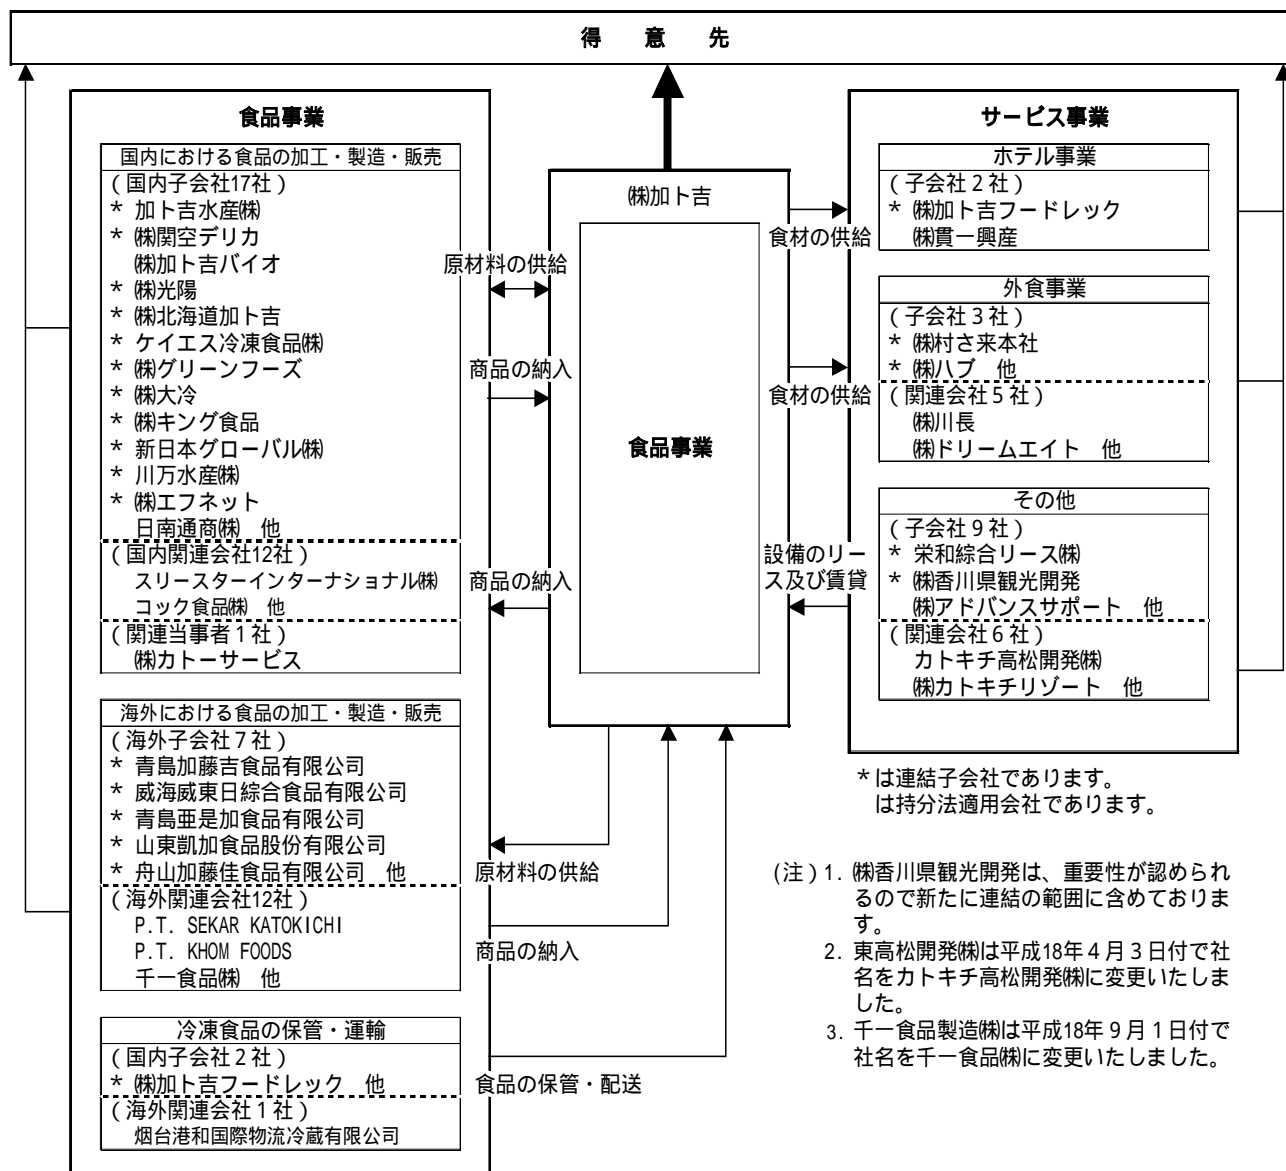 得意先
食品事業
国内における食品の加工・製造・販売
(国内子会社17社)
* 加ト吉水産㈱
* ㈱関空デリカ
㈱加ト吉バイオ
* ㈱光陽
* ㈱北海道加ト吉
* ケイエス冷凍食品㈱
* ㈱グリーンフーズ
* ㈱大冷
* ㈱キング食品
* 新日本グローバル㈱
* 川万水産㈱
* ㈱エフネット
日南通商㈱ 他
(国内関連会社12社)
スリースターインターナショナル㈱
コック食品㈱ 他
(関連当事者1社)
㈱カトーサービス
海外における食品の加工・製造・販売
(海外子会社7社)
* 青島加藤吉食品有限公司
* 威海威東日綜合食品有限公司
* 青島亜是加食品有限公司
* 山東凱加食品股份有限公司
* 舟山加藤佳食品有限公司 他
(海外関連会社12社)
P.T. SEKAR KATOKICHI
P.T. KHOM FOODS
千一食品㈱ 他
冷凍食品の保管・運輸
(国内子会社2社)
* ㈱加ト吉フードレック 他
(海外関連会社1社)
烟台港和国際物流冷蔵有限公司
原材料の供給
商品の納入
商品の納入
原材料の供給
商品の納入
食品の保管・配送
㈱加ト吉
食品事業
食材の供給
食材の供給
設備のリー
ス及び賃貸
サービス事業
ホテル事業
(子会社2社)
* ㈱加ト吉フードレック
㈱貫一興産
外食事業
(子会社3社)
* ㈱村さ来本社
* ㈱ハブ 他
(関連会社5社)
㈱川長
㈱ドリームエイト 他
その他
(子会社9社)
* 栄和綜合リース㈱
* ㈱香川県観光開発
㈱アドバンスサポート 他
(関連会社6社)
カトキチ高松開発㈱
㈱カトキチリゾート 他
*は連結子会社であります。
は持分法適用会社であります。
(注)1. ㈱香川県観光開発は、重要性が認められ
るので新たに連結の範囲に含めておりま
す。
2. 東高松開発㈱は平成18年4月3日付で社
名をカトキチ高松開発㈱に変更いたしま
した。
3. 千一食品製造㈱は平成18年9月1日付で
社名を千一食品㈱に変更いたしました。